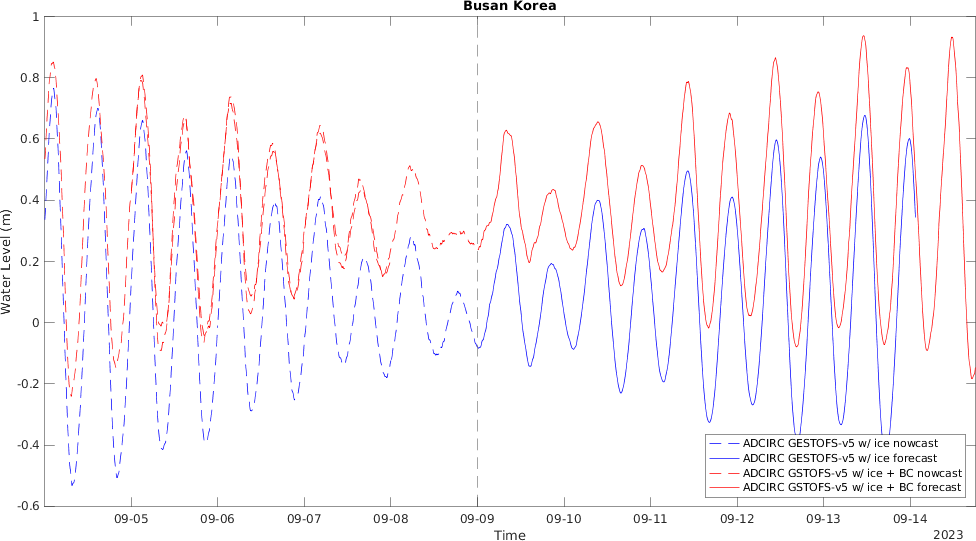 Busan Korea
Water Level (m)
1
0.8
0.6
0.4
0.2
0
-0.2
-0.4
-0.6
ADCIRC GESTOFS-v5 w/ ice nowcast
ADCIRC GESTOFS-v5 w/ ice forecast
ADCIRC GSTOFS-v5 w/ ice + BC nowcast
ADCIRC GSTOFS-v5 w/ ice + BC forecast
09-05 09-06 09-07 09-08 09-09 09-10 09-11 09-12 09-13 09-14
Time
2023